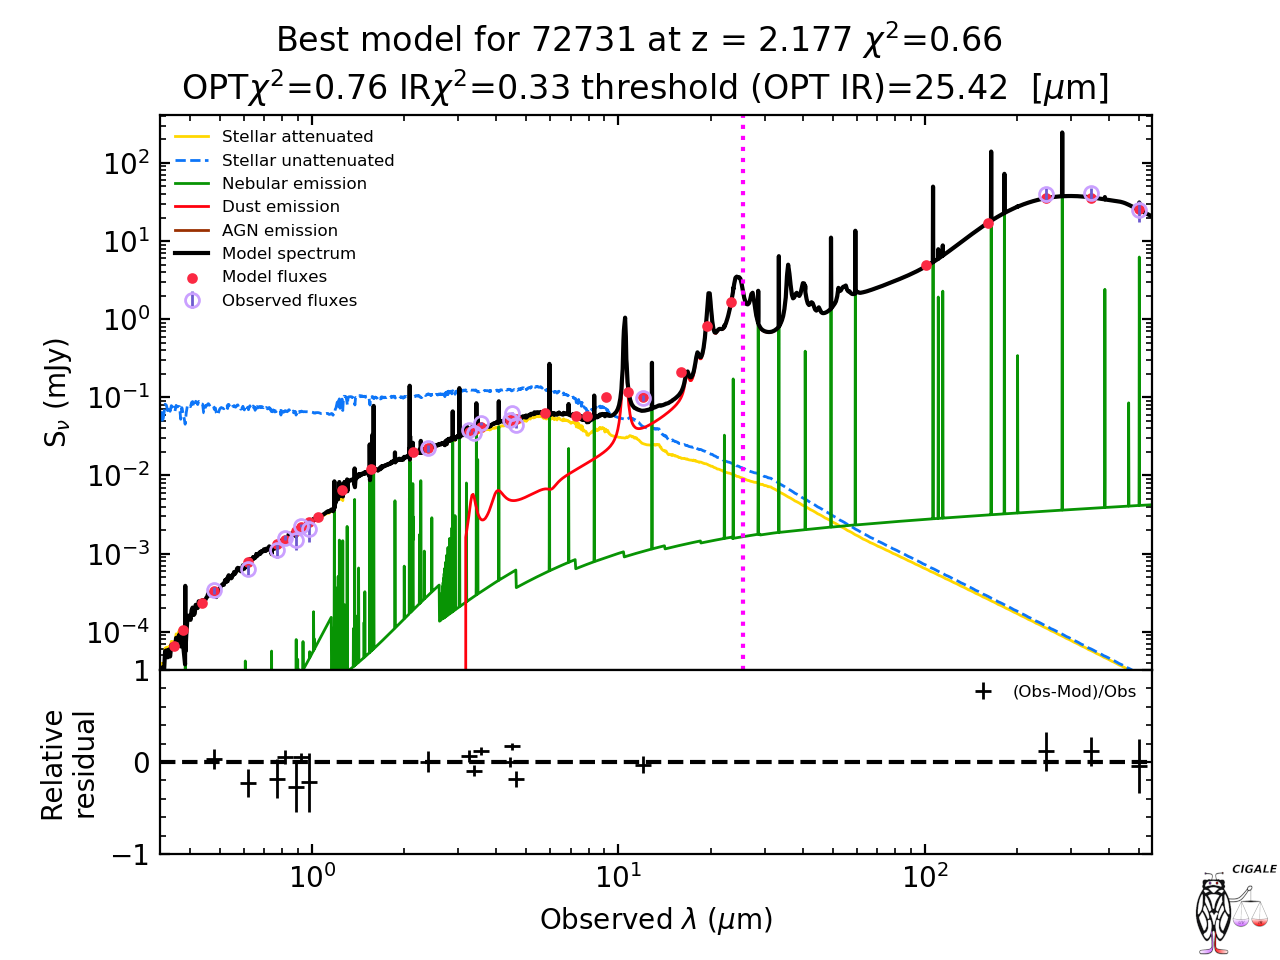 Best model for 72731 at z = 2.177 χ²=0.66
OPTχ²=0.76 IRχ²=0.33 threshold (OPT IR)=25.42 [μm]
Stellar attenuated
Stellar unattenuated
Nebular emission
Dust emission
AGN emission
Model spectrum
Model fluxes
Observed fluxes
10²
10¹
10⁰
10⁻¹
10⁻²
10⁻³
10⁻⁴
S_ν (mJy)
1
0
−1
Relative
residual
(Obs-Mod)/Obs
10⁰ 10¹ 10²
Observed λ (μm)
CIGALE